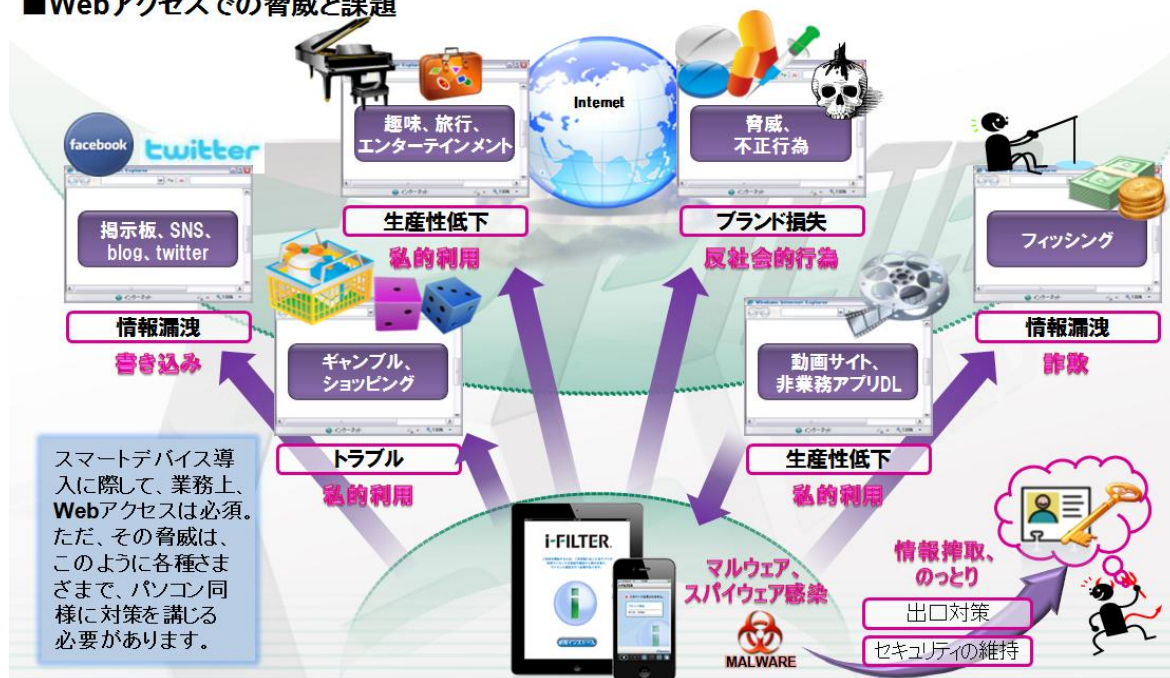 ■Webアクセスでの脅威と課題
Internet
趣味、旅行、
エンターテインメント
生産性低下
私的利用
脅威、
不正行為
ブランド損失
反社会的行為
facebook
twitter
掲示板、SNS、
blog、twitter
情報漏洩
書き込み
フィッシング
情報漏洩
詐欺
ギャンブル、
ショッピング
トラブル
私的利用
Windows Internet Explorer
動画サイト、
非業務アプリDL
生産性低下
私的利用
スマートデバイス導
入に際して、業務上、
Webアクセスは必須。
ただ、その脅威は、
このように各種さま
ざまで、パソコン同
様に対策を講じる
必要があります。
i-FILTER
マルウェア、
スパイウェア感染
MALWARE
情報搾取、
のっとり
出口対策
セキュリティの維持